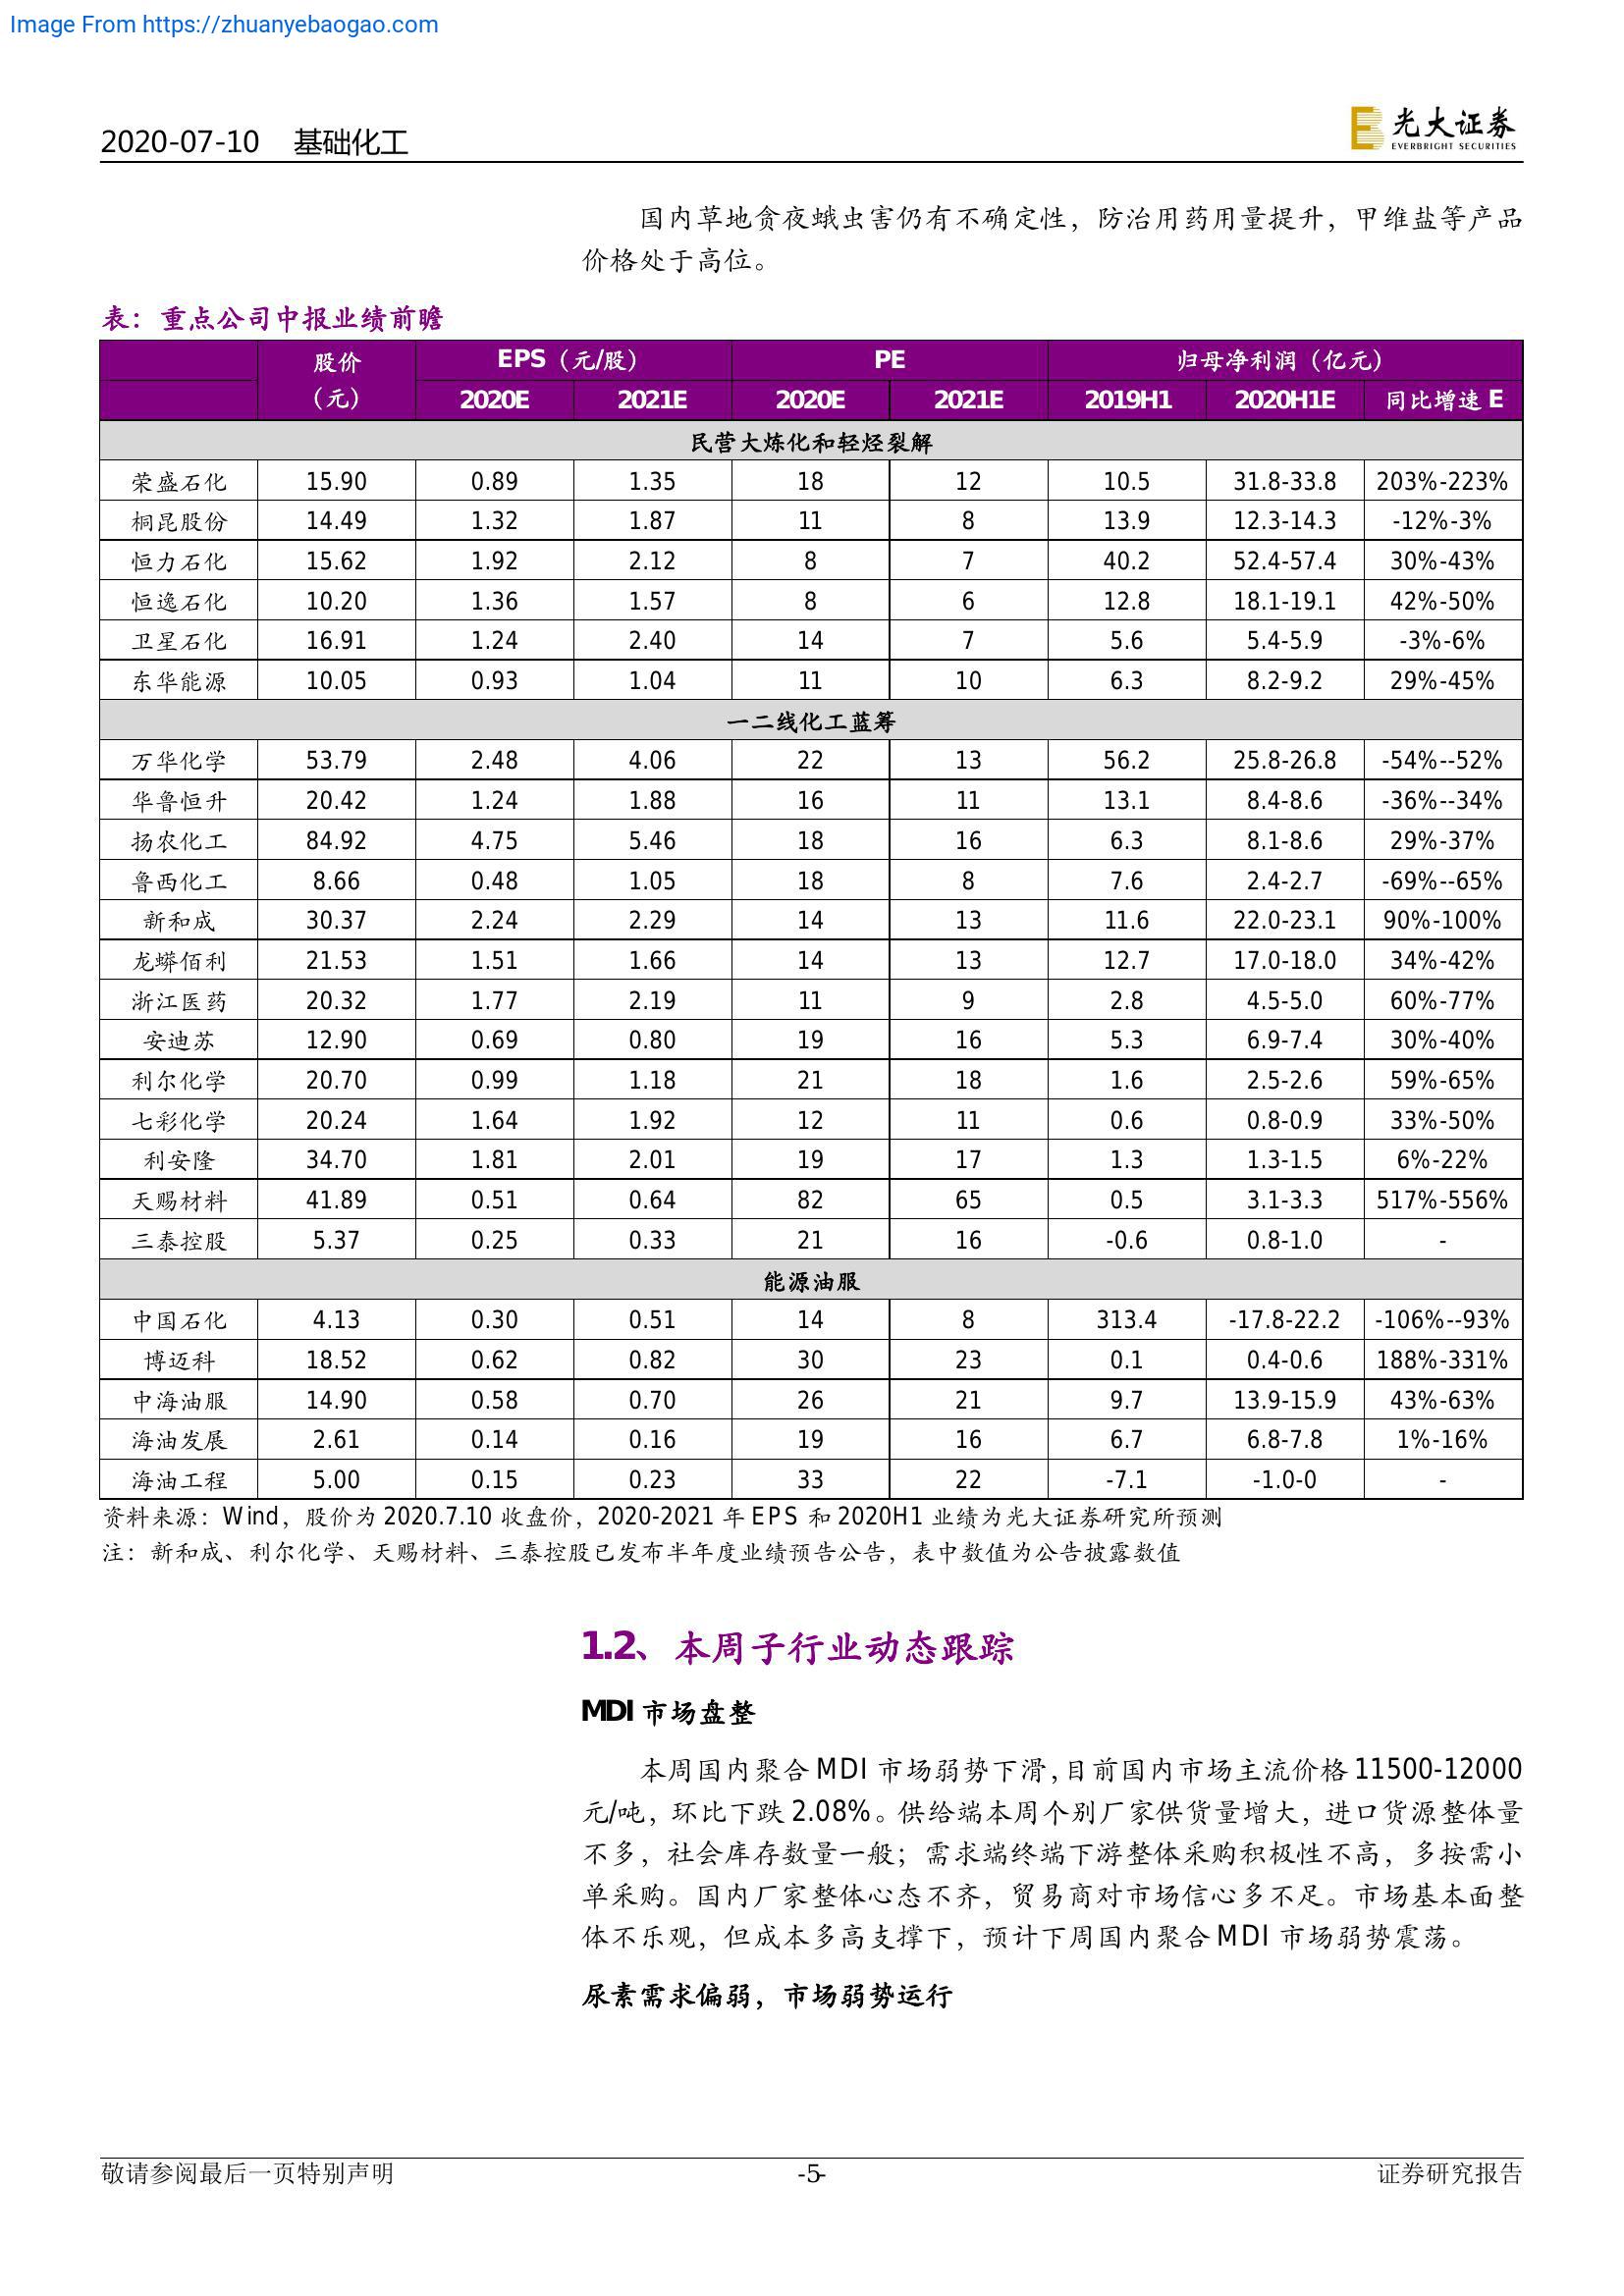 Image From https://zhuanyebaogao.com
2020-07-10 基础化工
光大证券
EVERBRIGHT SECURITIES
国内草地贪夜蛾虫害仍有不确定性，防治用药用量提升，甲维盐等产品
价格处于高位。
表：重点公司中报业绩前瞻
股价（元） EPS（元/股） PE 归母净利润（亿元）
2020E 2021E 2020E 2021E 2019H1 2020H1E 同比增速 E
民营大炼化和轻烃裂解
荣盛石化 15.90 0.89 1.35 18 12 10.5 31.8-33.8 203%-223%
桐昆股份 14.49 1.32 1.87 11 8 13.9 12.3-14.3 -12%-3%
恒力石化 15.62 1.92 2.12 8 7 40.2 52.4-57.4 30%-43%
恒逸石化 10.20 1.36 1.57 8 6 12.8 18.1-19.1 42%-50%
卫星石化 16.91 1.24 2.40 14 7 5.6 5.4-5.9 -3%-6%
东华能源 10.05 0.93 1.04 11 10 6.3 8.2-9.2 29%-45%
一二线化工蓝筹
万华化学 53.79 2.48 4.06 22 13 56.2 25.8-26.8 -54%--52%
华鲁恒升 20.42 1.24 1.88 16 11 13.1 8.4-8.6 -36%--34%
扬农化工 84.92 4.75 5.46 18 16 6.3 8.1-8.6 29%-37%
鲁西化工 8.66 0.48 1.05 18 8 7.6 2.4-2.7 -69%--65%
新和成 30.37 2.24 2.29 14 13 11.6 22.0-23.1 90%-100%
龙蟒佰利 21.53 1.51 1.66 14 13 12.7 17.0-18.0 34%-42%
浙江医药 20.32 1.77 2.19 11 9 2.8 4.5-5.0 60%-77%
安迪苏 12.90 0.69 0.80 19 16 5.3 6.9-7.4 30%-40%
利尔化学 20.70 0.99 1.18 21 18 1.6 2.5-2.6 59%-65%
七彩化学 20.24 1.64 1.92 12 11 0.6 0.8-0.9 33%-50%
利安隆 34.70 1.81 2.01 19 17 1.3 1.3-1.5 6%-22%
天赐材料 41.89 0.51 0.64 82 65 0.5 3.1-3.3 517%-556%
三泰控股 5.37 0.25 0.33 21 16 -0.6 0.8-1.0 -
能源油服
中国石化 4.13 0.30 0.51 14 8 313.4 -17.8-22.2 -106%--93%
博迈科 18.52 0.62 0.82 30 23 0.1 0.4-0.6 188%-331%
中海油服 14.90 0.58 0.70 26 21 9.7 13.9-15.9 43%-63%
海油发展 2.61 0.14 0.16 19 16 6.7 6.8-7.8 1%-16%
海油工程 5.00 0.15 0.23 33 22 -7.1 -1.0-0 -
资料来源：Wind，股价为 2020.7.10 收盘价，2020-2021 年 EPS 和 2020H1 业绩为光大证券研究所预测
注：新和成、利尔化学、天赐材料、三泰控股已发布半年度业绩预告公告，表中数值为公告披露数值
1.2、本周子行业动态跟踪
MDI 市场盘整
本周国内聚合 MDI 市场弱势下滑，目前国内市场主流价格 11500-12000
元/吨，环比下跌 2.08%。供给端本周个别厂家供货量增大，进口货源整体量
不多，社会库存数量一般；需求端终端下游整体采购积极性不高，多按需小
单采购。国内厂家整体心态不齐，贸易商对市场信心多不足。市场基本面整
体不乐观，但成本多高支撑下，预计下周国内聚合 MDI 市场弱势震荡。
尿素需求偏弱，市场弱势运行
敬请参阅最后一页特别声明 -5- 证券研究报告